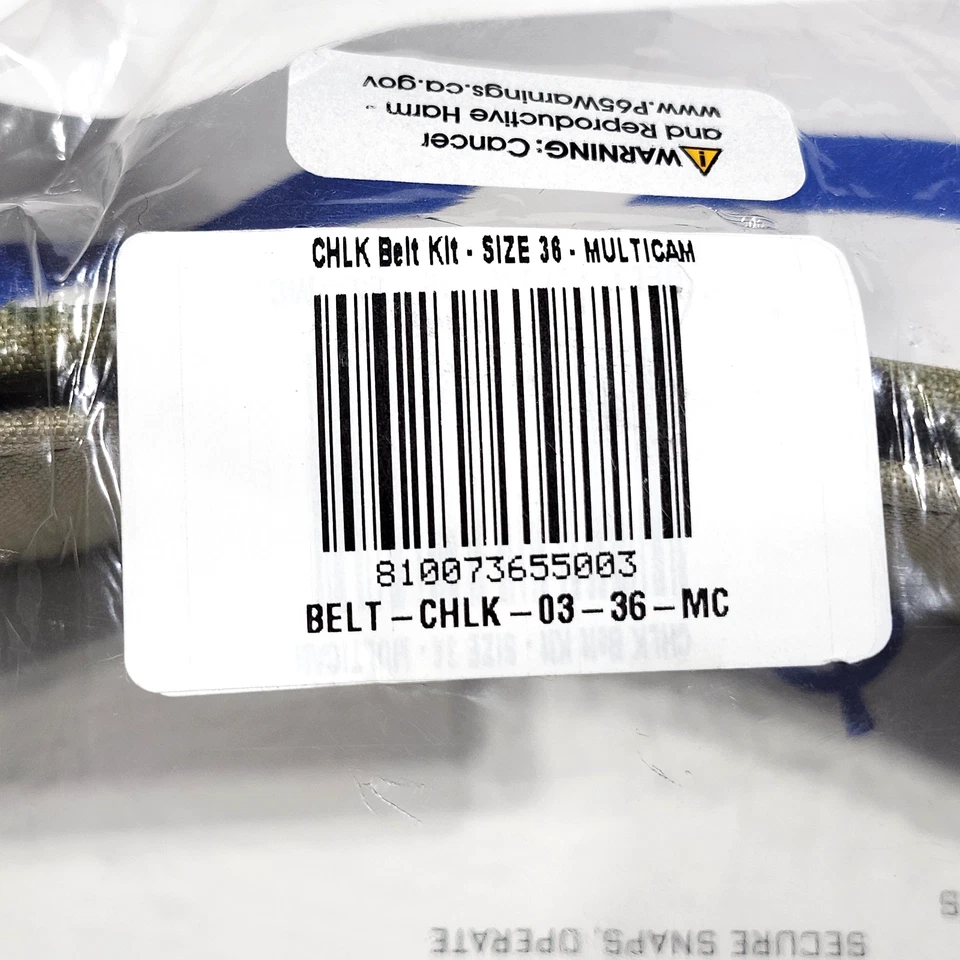 WARNING: Cancer
and Reproductive Harm -
www.P65Warnings.ca.gov
CHLK Belt Kit - SIZE 36 - MULTICAM
810073655003
BELT-CHLK-03-36-MC
SECURE SNAPS, OPERATE